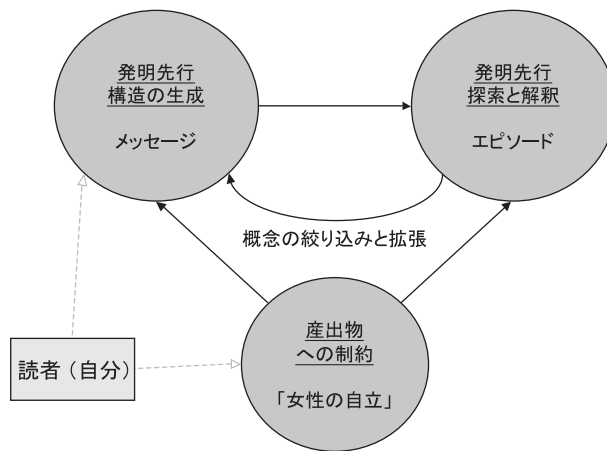 発明先行
構造の生成
メッセージ
発明先行
探索と解釈
エピソード
概念の絞り込みと拡張
産出物
への制約
「女性の自立」
読者（自分）